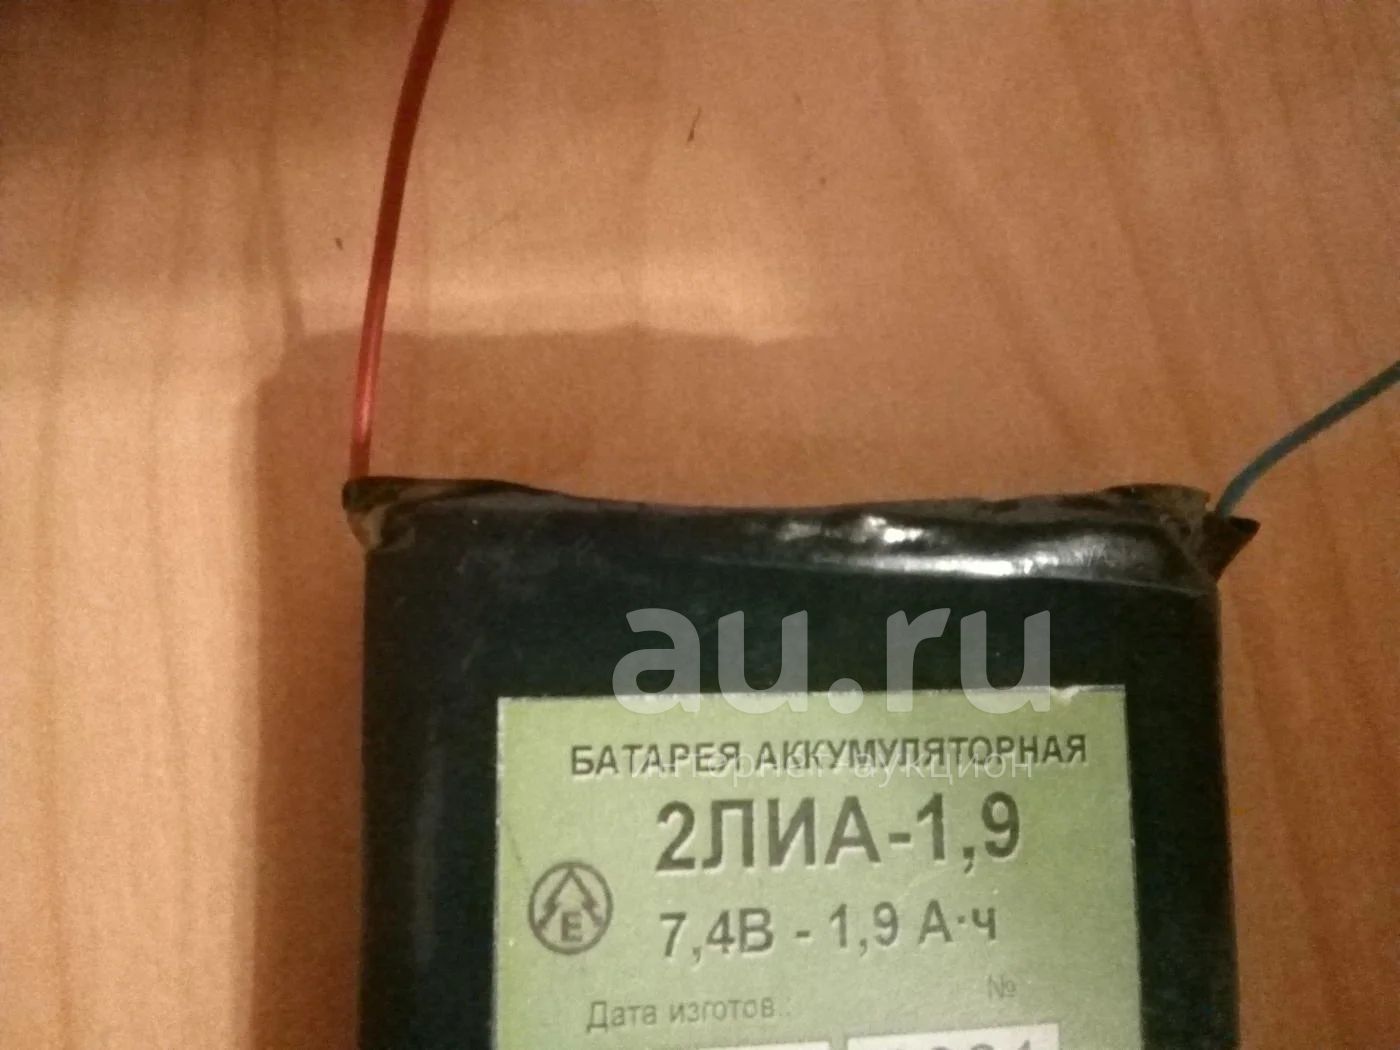 au.ru
БАТАРЕЯ АККУМУЛЯТОРНАЯ
интернет-аукцион
2ЛИА-1,9
E
7,4В - 1,9 А·ч
№
Дата изготов.: